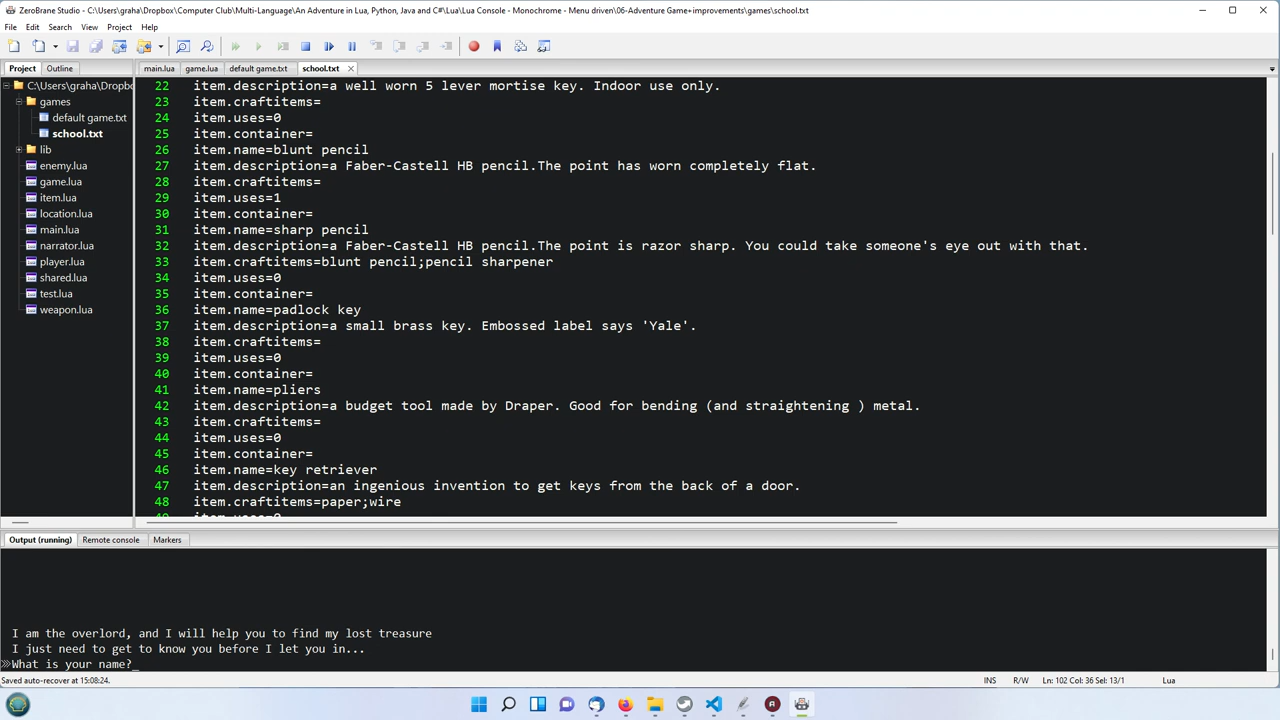 ZeroBrane Studio - C:\Users\graha\Dropbox\Computer Club\Multi-Language\An Adventure in Lua, Python, Java and C#\Lua\Lua Console - Monochrome - Menu driven\06-Adventure Game+improvements\games\school.txt
File Edit Search View Project Help
Project Outline
main.lua game.lua default game.txt school.txt
C:\Users\graha\Dropbo
games
default game.txt
school.txt
lib
enemy.lua
game.lua
item.lua
location.lua
main.lua
narrator.lua
player.lua
shared.lua
test.lua
weapon.lua
22 item.description=a well worn 5 lever mortise key. Indoor use only.
23 item.craftitems=
24 item.uses=0
25 item.container=
26 item.name=blunt pencil
27 item.description=a Faber-Castell HB pencil.The point has worn completely flat.
28 item.craftitems=
29 item.uses=1
30 item.container=
31 item.name=sharp pencil
32 item.description=a Faber-Castell HB pencil.The point is razor sharp. You could take someone's eye out with that.
33 item.craftitems=blunt pencil;pencil sharpener
34 item.uses=0
35 item.container=
36 item.name=padlock key
37 item.description=a small brass key. Embossed label says 'Yale'.
38 item.craftitems=
39 item.uses=0
40 item.container=
41 item.name=pliers
42 item.description=a budget tool made by Draper. Good for bending (and straightening ) metal.
43 item.craftitems=
44 item.uses=0
45 item.container=
46 item.name=key retriever
47 item.description=an ingenious invention to get keys from the back of a door.
48 item.craftitems=paper;wire
Output (running) Remote console Markers
I am the overlord, and I will help you to find my lost treasure
I just need to get to know you before I let you in...
What is your name?_
Saved auto-recover at 15:08:24. INS R/W Ln: 102 Col: 36 Sel: 13/1 Lua